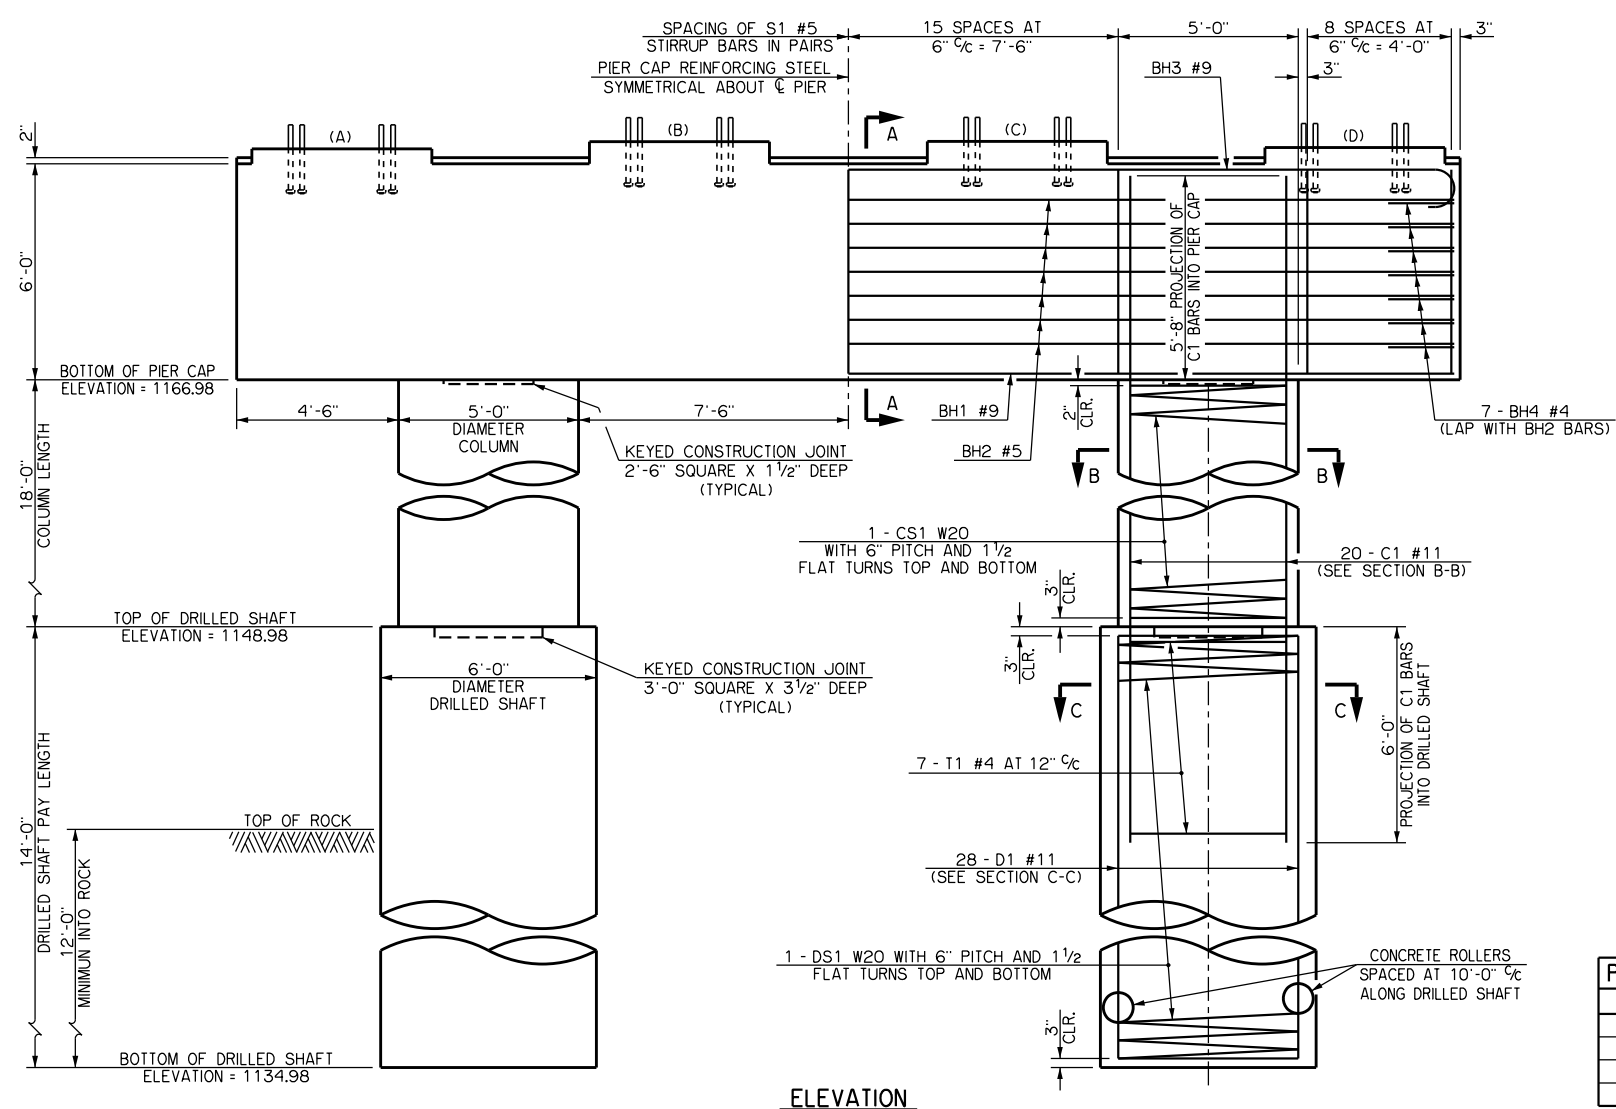 SPACING OF S1 #5
STIRRUP BARS IN PAIRS
15 SPACES AT
6" C/C = 7'-6"
5'-0"
8 SPACES AT
6" C/C = 4'-0"
3"
PIER CAP REINFORCING STEEL
SYMMETRICAL ABOUT ℄ PIER
BH3 #9
3"
2"
(A)
(B)
A
(C)
(D)
6'-0"
5'-8" PROJECTION OF
C1 BARS INTO PIER CAP
BOTTOM OF PIER CAP
ELEVATION = 1166.98
4'-6"
5'-0"
DIAMETER
COLUMN
7'-6"
A
BH1 #9
2"
CLR.
7 - BH4 #4
(LAP WITH BH2 BARS)
KEYED CONSTRUCTION JOINT
2'-6" SQUARE X 1 1/2" DEEP
(TYPICAL)
BH2 #5
B
B
18'-0"
COLUMN LENGTH
1 - CS1 W20
WITH 6" PITCH AND 1 1/2
FLAT TURNS TOP AND BOTTOM
20 - C1 #11
(SEE SECTION B-B)
3"
CLR.
TOP OF DRILLED SHAFT
ELEVATION = 1148.98
3"
CLR.
6'-0"
DIAMETER
DRILLED SHAFT
KEYED CONSTRUCTION JOINT
3'-0" SQUARE X 3 1/2" DEEP
(TYPICAL)
C
C
6'-0"
PROJECTION OF C1 BARS
INTO DRILLED SHAFT
7 - T1 #4 AT 12" C/C
14'-0"
DRILLED SHAFT PAY LENGTH
TOP OF ROCK
12'-0"
MINIMUN INTO ROCK
28 - D1 #11
(SEE SECTION C-C)
1 - DS1 W20 WITH 6" PITCH AND 1 1/2
FLAT TURNS TOP AND BOTTOM
CONCRETE ROLLERS
SPACED AT 10'-0" C/C
ALONG DRILLED SHAFT
3"
CLR.
BOTTOM OF DRILLED SHAFT
ELEVATION = 1134.98
ELEVATION